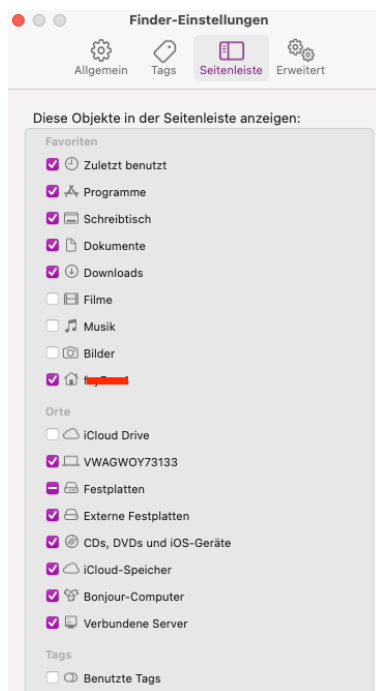 Finder-Einstellungen
Allgemein Tags Seitenleiste Erweitert
Diese Objekte in der Seitenleiste anzeigen:
Favoriten
Zuletzt benutzt
Programme
Schreibtisch
Dokumente
Downloads
Filme
Musik
Bilder
Orte
iCloud Drive
VWAGWOY73133
Festplatten
Externe Festplatten
CDs, DVDs und iOS-Geräte
iCloud-Speicher
Bonjour-Computer
Verbundene Server
Tags
Benutzte Tags